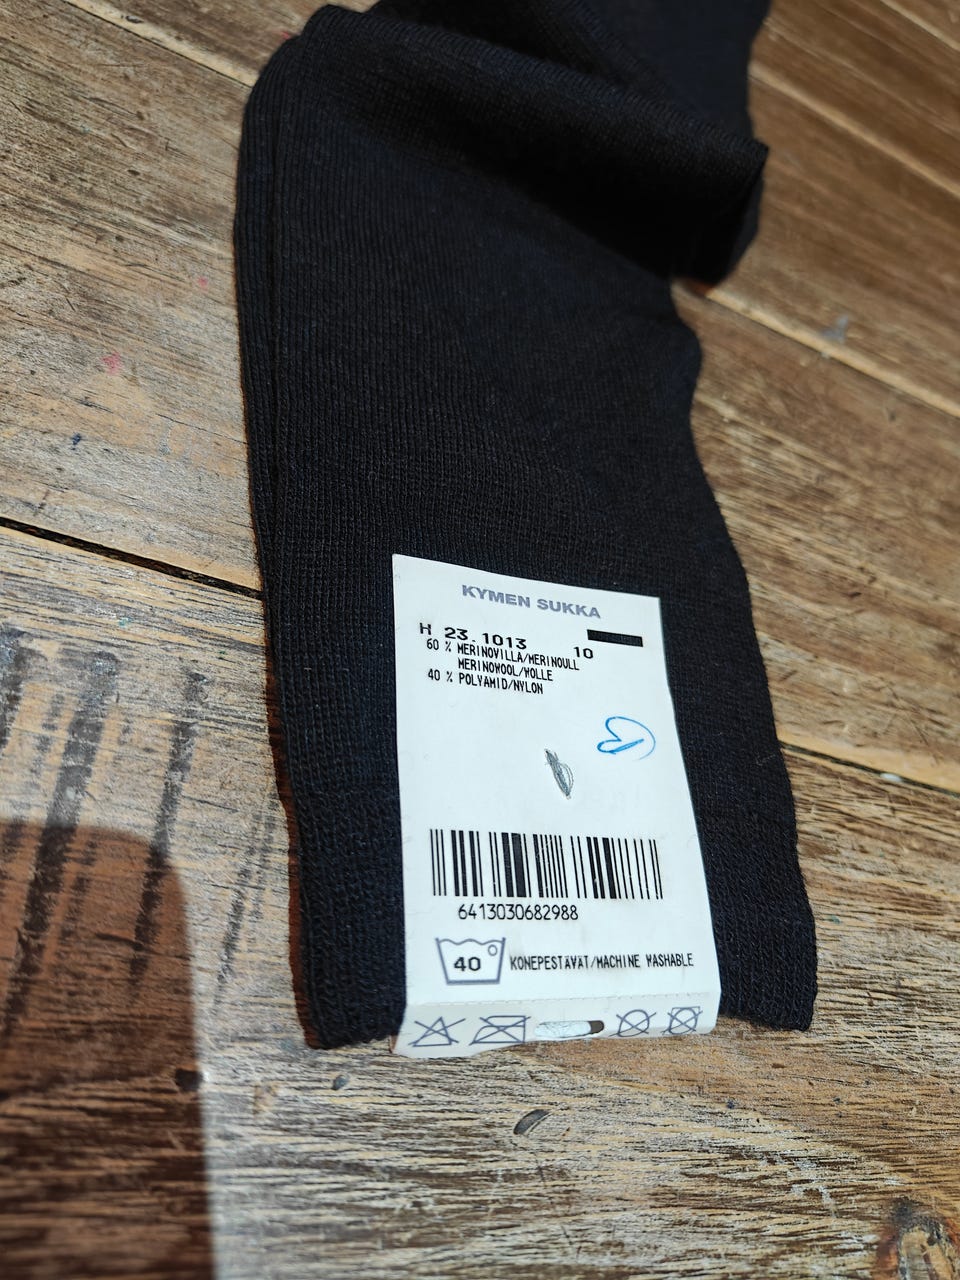 KYMEN SUKKA
H 23.1013 10
60 % MERINOVILLA/MERINOULL
MERINOWOOL/WOLLE
40 % POLYAMID/NYLON
6413030682988
40 KONEPESTÄVÄT/MACHINE WASHABLE